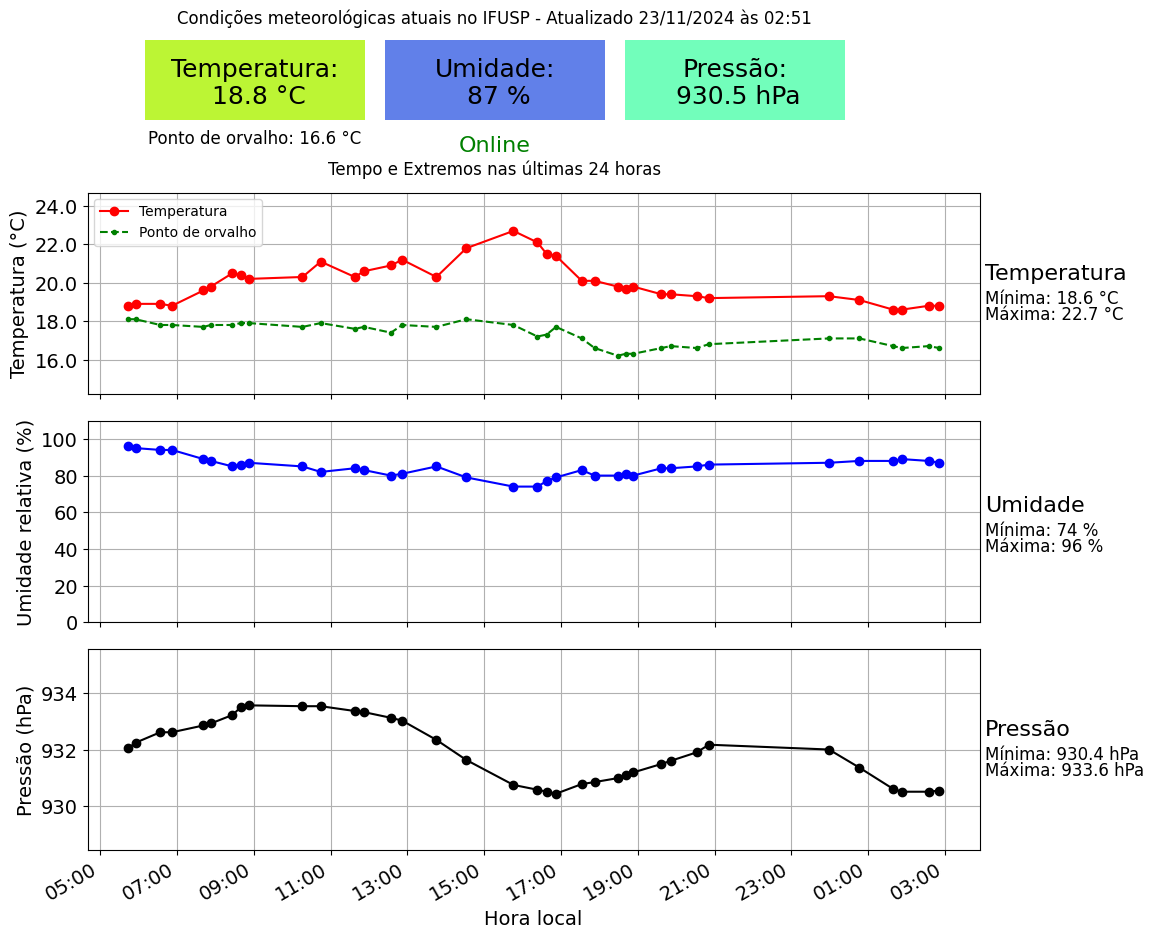 Condições meteorológicas atuais no IFUSP - Atualizado 23/11/2024 às 02:51
Temperatura:
18.8 °C
Umidade:
87 %
Pressão:
930.5 hPa
Ponto de orvalho: 16.6 °C
Online
Tempo e Extremos nas últimas 24 horas
Temperatura (°C)
24.0
22.0
20.0
18.0
16.0
Temperatura
Ponto de orvalho
Temperatura
Mínima: 18.6 °C
Máxima: 22.7 °C
Umidade relativa (%)
100
80
60
40
20
0
Umidade
Mínima: 74 %
Máxima: 96 %
Pressão (hPa)
934
932
930
Pressão
Mínima: 930.4 hPa
Máxima: 933.6 hPa
05:00
07:00
09:00
11:00
13:00
15:00
17:00
19:00
21:00
23:00
01:00
03:00
Hora local